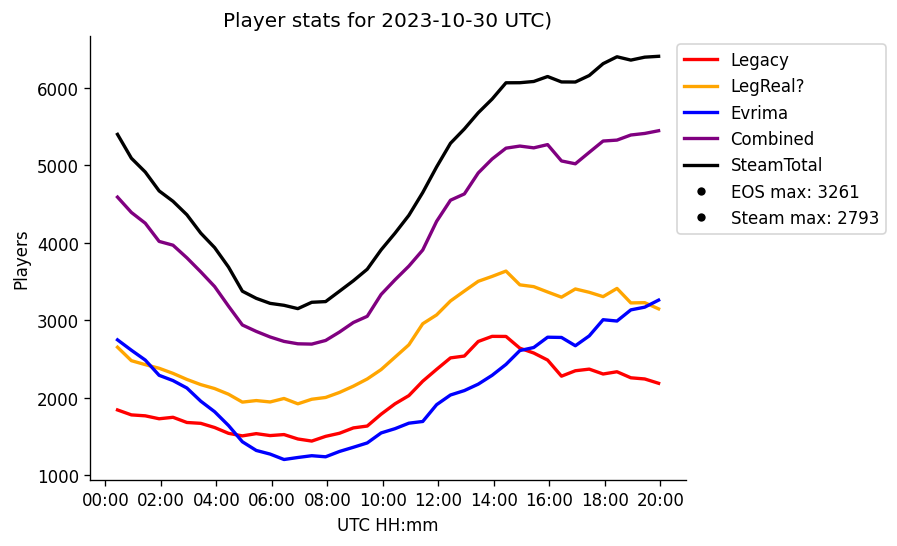 Player stats for 2023-10-30 UTC)
Legacy
LegReal?
Evrima
Combined
SteamTotal
EOS max: 3261
Steam max: 2793
Players
6000
5000
4000
3000
2000
1000
00:00 02:00 04:00 06:00 08:00 10:00 12:00 14:00 16:00 18:00 20:00
UTC HH:mm